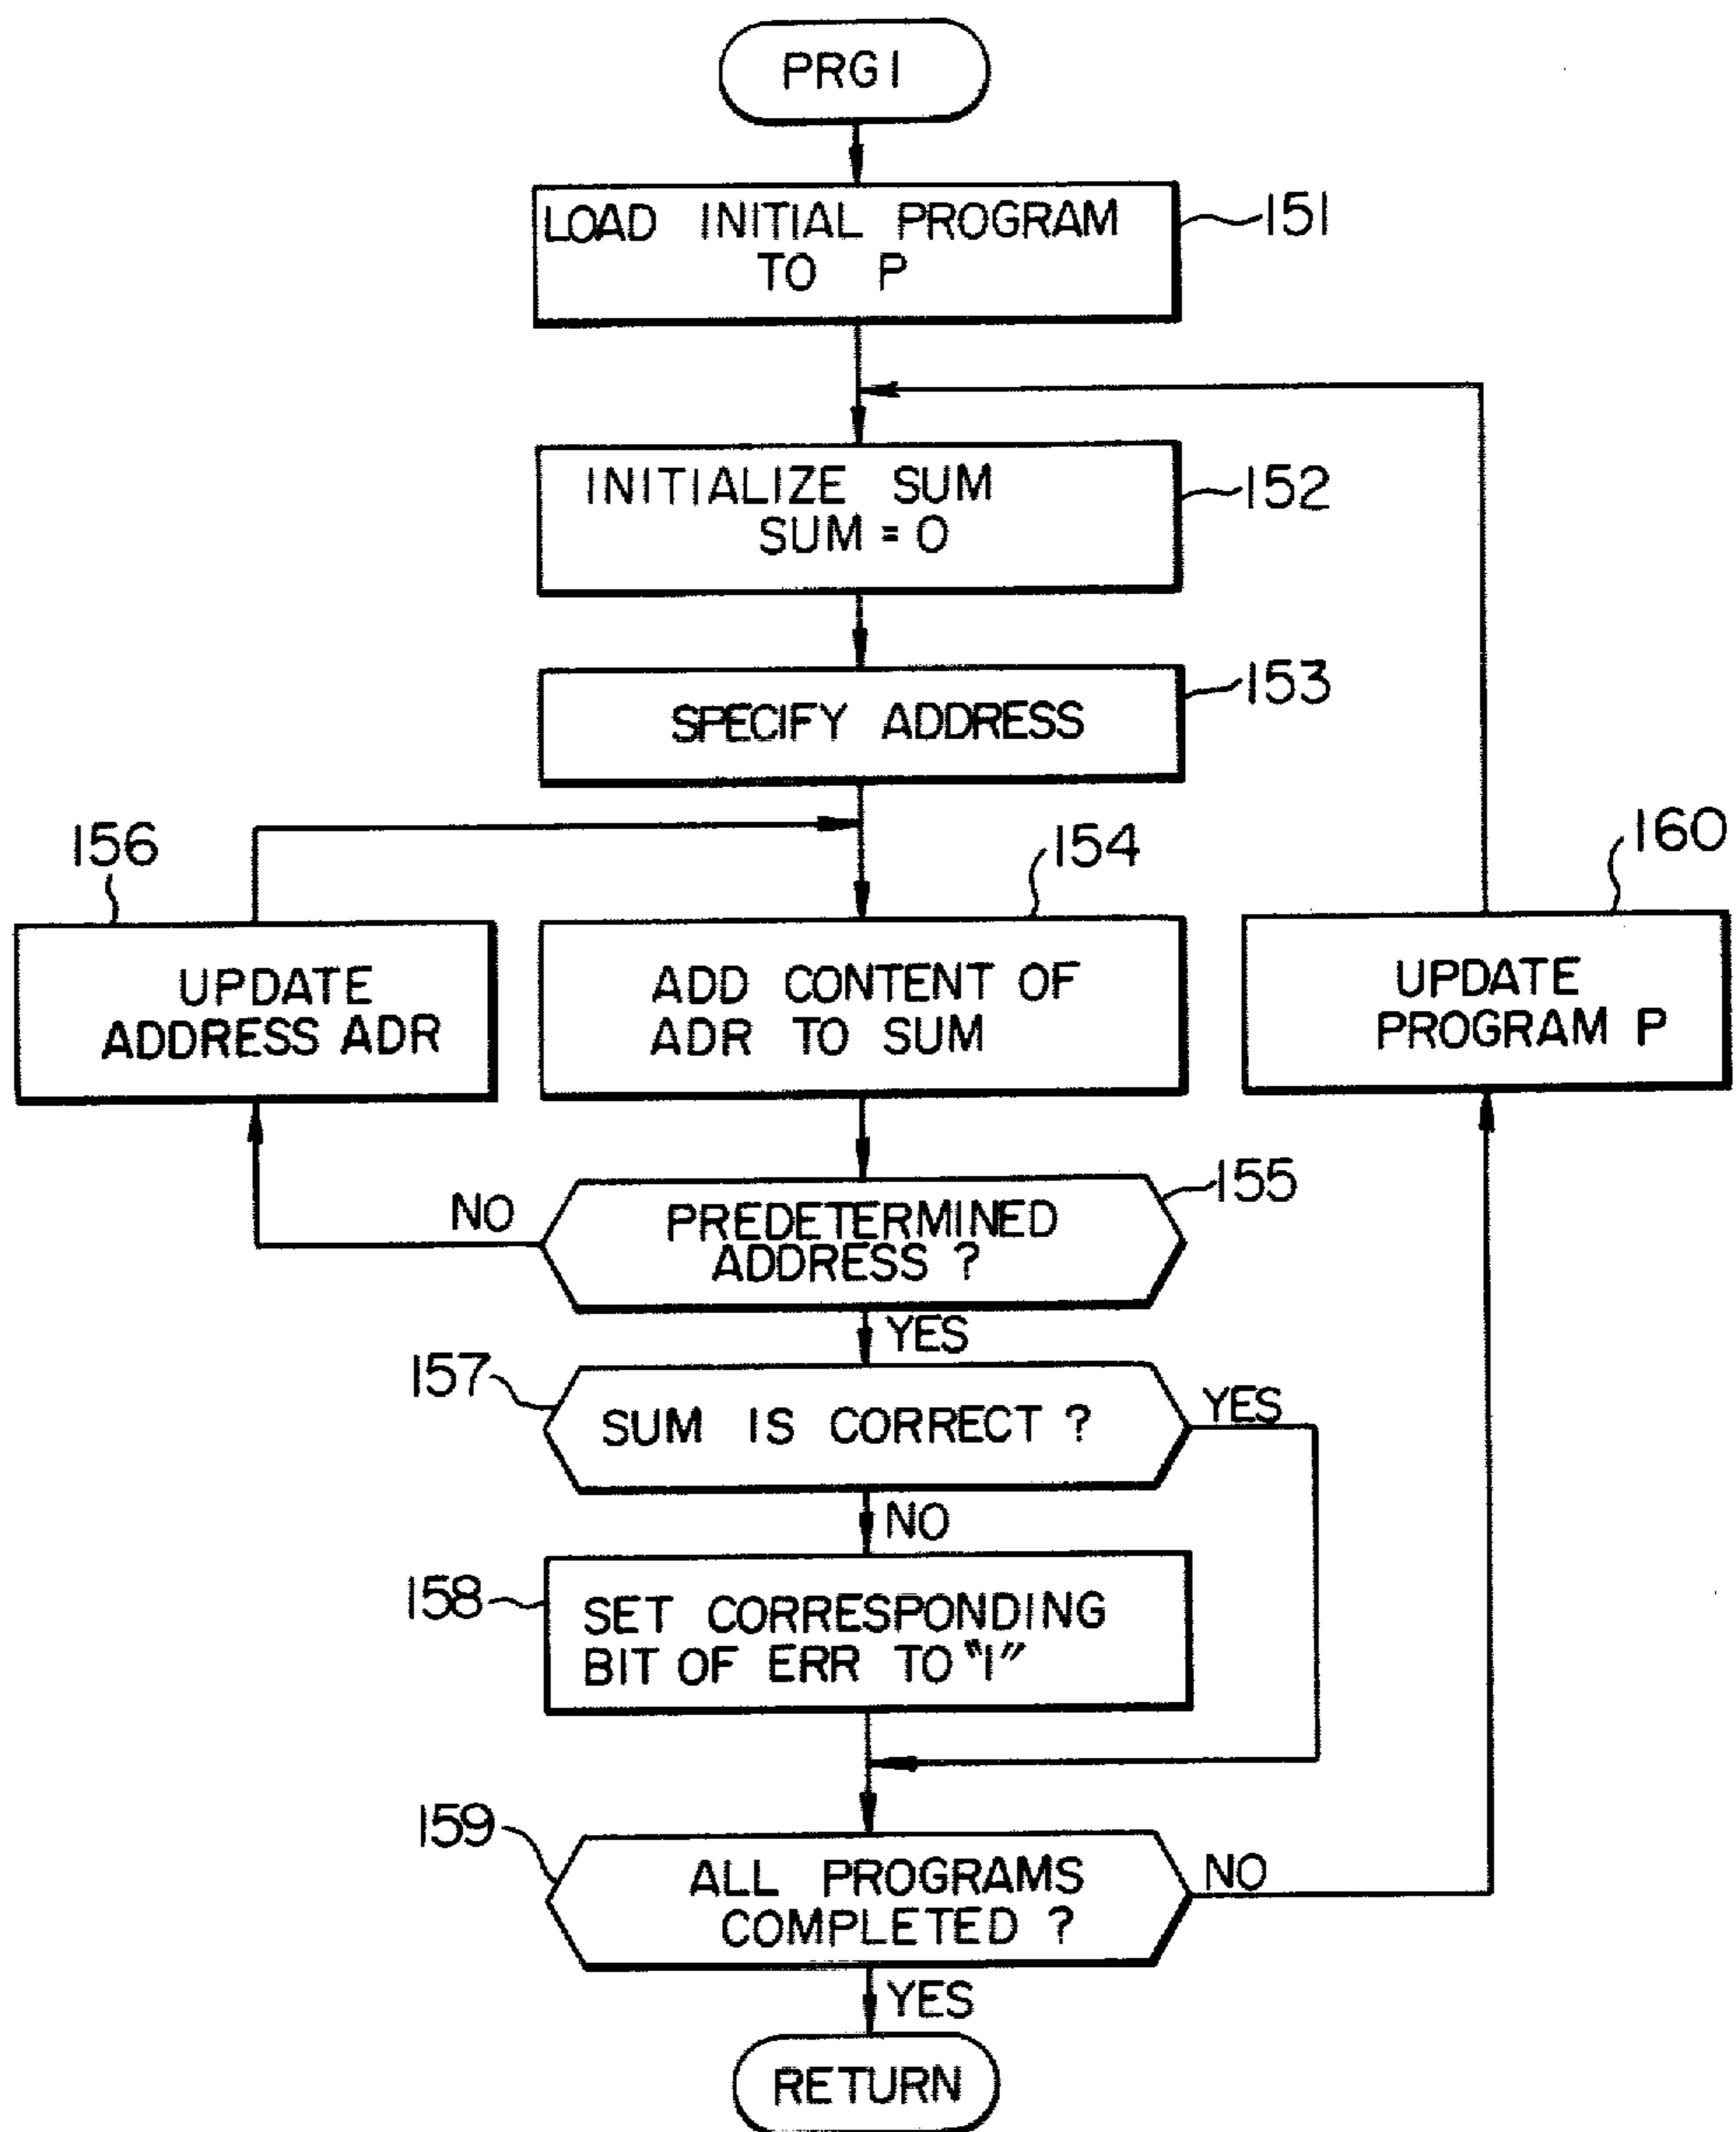 PRG1
LOAD INITIAL PROGRAM
TO P
151
INITIALIZE SUM
SUM = 0
152
SPECIFY ADDRESS
153
156
UPDATE
ADDRESS ADR
154
ADD CONTENT OF
ADR TO SUM
160
UPDATE
PROGRAM P
NO
PREDETERMINED
ADDRESS ?
155
YES
157
SUM IS CORRECT ?
YES
NO
158
SET CORRESPONDING
BIT OF ERR TO "1"
159
ALL PROGRAMS
COMPLETED ?
NO
YES
RETURN